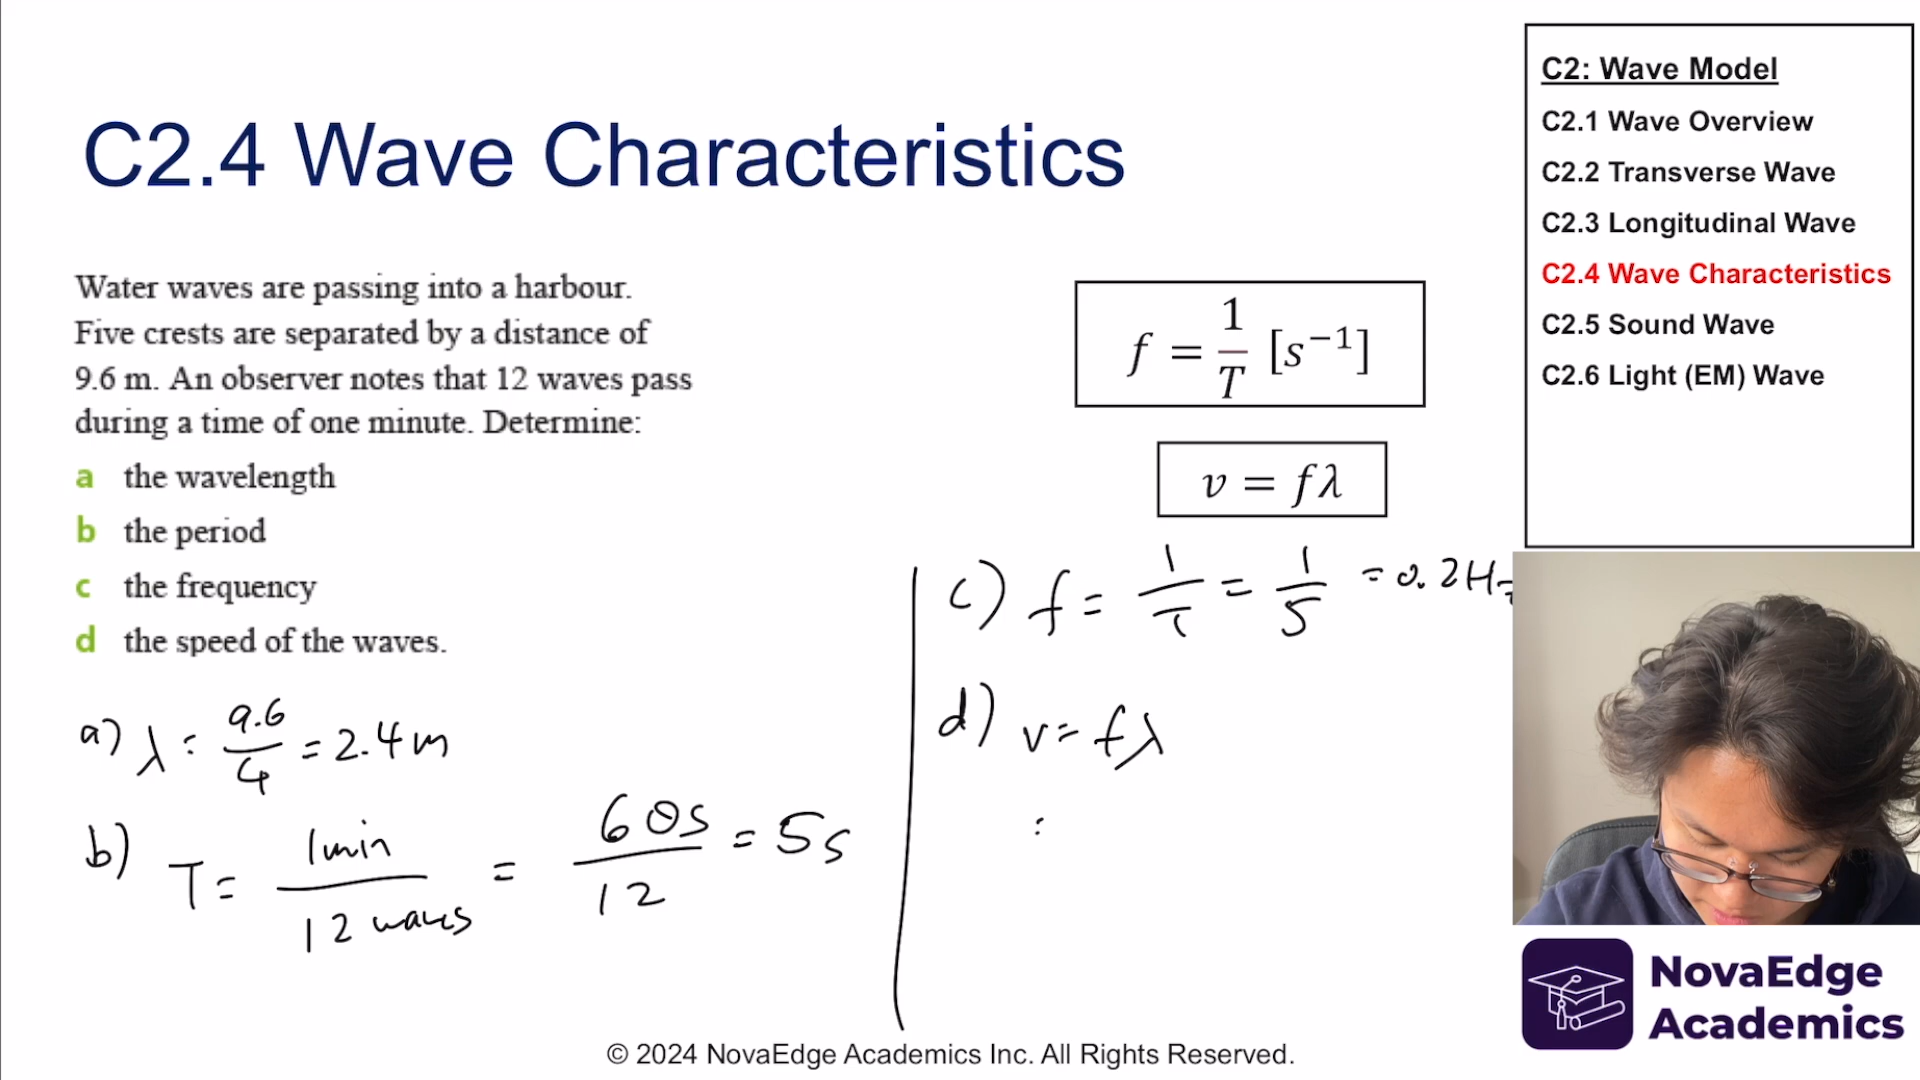 C2.4 Wave Characteristics
Water waves are passing into a harbour.
Five crests are separated by a distance of
9.6 m. An observer notes that 12 waves pass
during a time of one minute. Determine:
a the wavelength
b the period
c the frequency
d the speed of the waves.
a) λ = 9.6/4 = 2.4m
b) T = 1min/12 waves = 60s/12 = 5s
f = 1/T [s⁻¹]
v = fλ
c) f = 1/T = 1/5 = 0.2Hz
d) v = fλ
=
C2: Wave Model
C2.1 Wave Overview
C2.2 Transverse Wave
C2.3 Longitudinal Wave
C2.4 Wave Characteristics
C2.5 Sound Wave
C2.6 Light (EM) Wave
NovaEdge
Academics
© 2024 NovaEdge Academics Inc. All Rights Reserved.